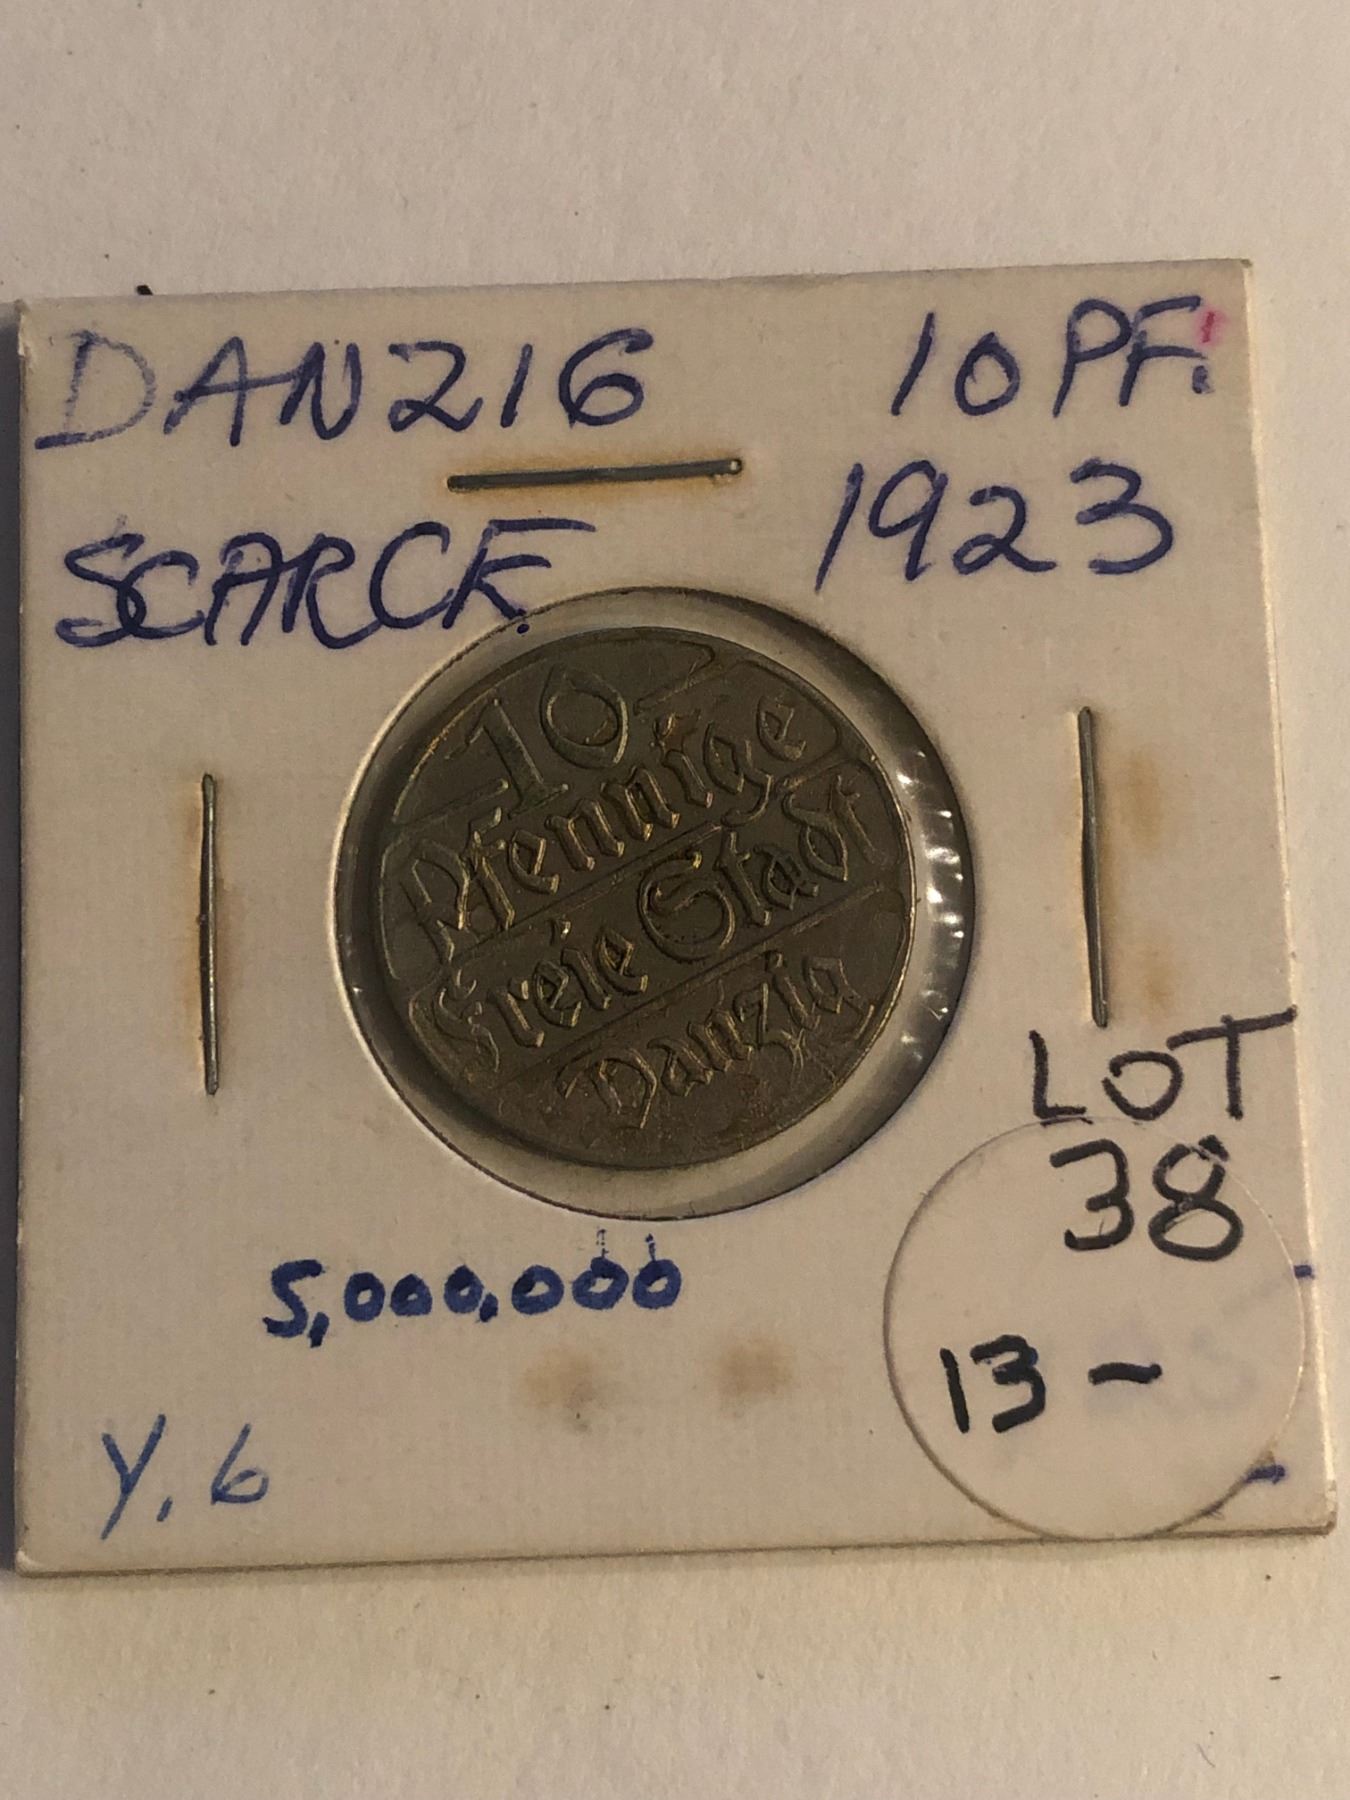 DANZIG 10 PF.
SCARCE 1923
10
Pfennige
Freie Stadt
Danzig
LOT
38
5,000,000
13 -
Y. 6